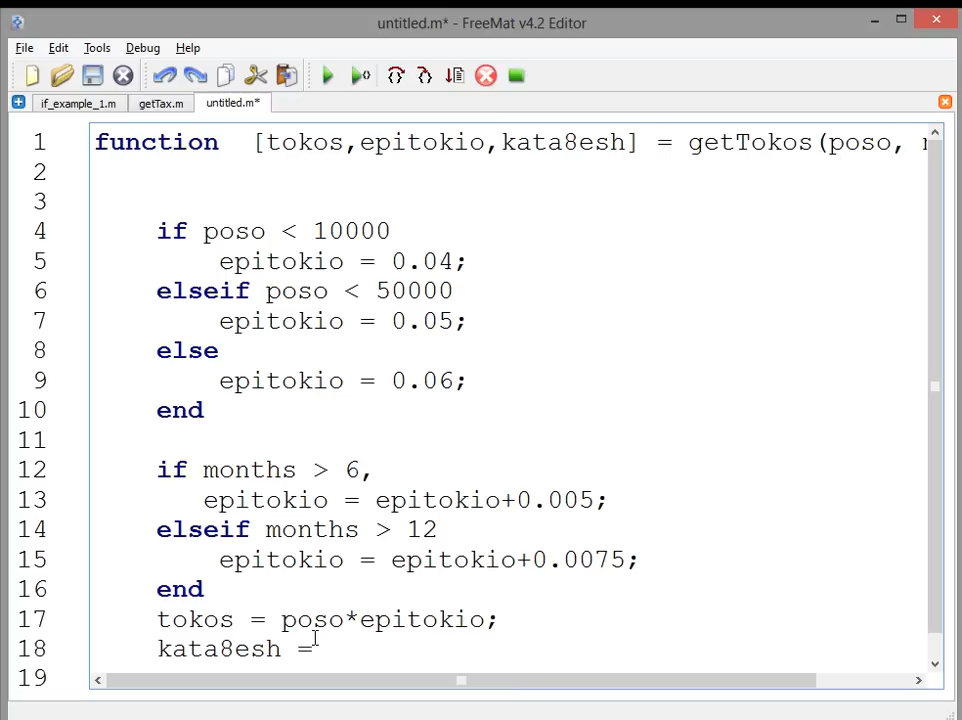 untitled.m* - FreeMat v4.2 Editor
File Edit Tools Debug Help
if_example_1.m getTax.m untitled.m*
1 function [tokos,epitokio,kata8esh] = getTokos(poso,
2
3
4 if poso < 10000
5 epitokio = 0.04;
6 elseif poso < 50000
7 epitokio = 0.05;
8 else
9 epitokio = 0.06;
10 end
11
12 if months > 6,
13 epitokio = epitokio+0.005;
14 elseif months > 12
15 epitokio = epitokio+0.0075;
16 end
17 tokos = poso*epitokio;
18 kata8esh =
19